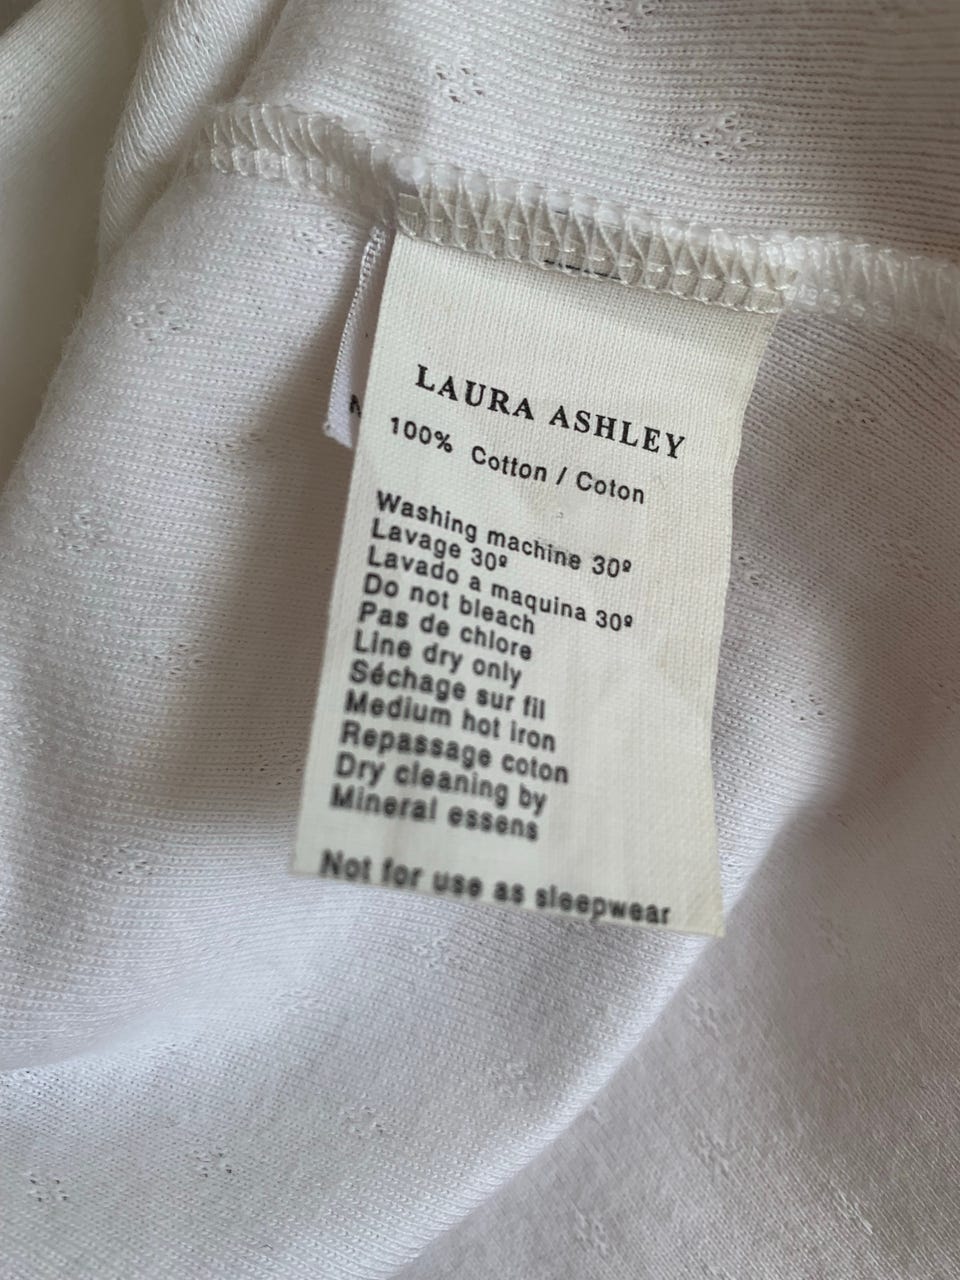 LAURA ASHLEY
100% Cotton / Coton
Washing machine 30º
Lavage 30º
Lavado a maquina 30º
Do not bleach
Pas de chlore
Line dry only
Séchage sur fil
Medium hot iron
Repassage coton
Dry cleaning by
Mineral essens
Not for use as sleepwear